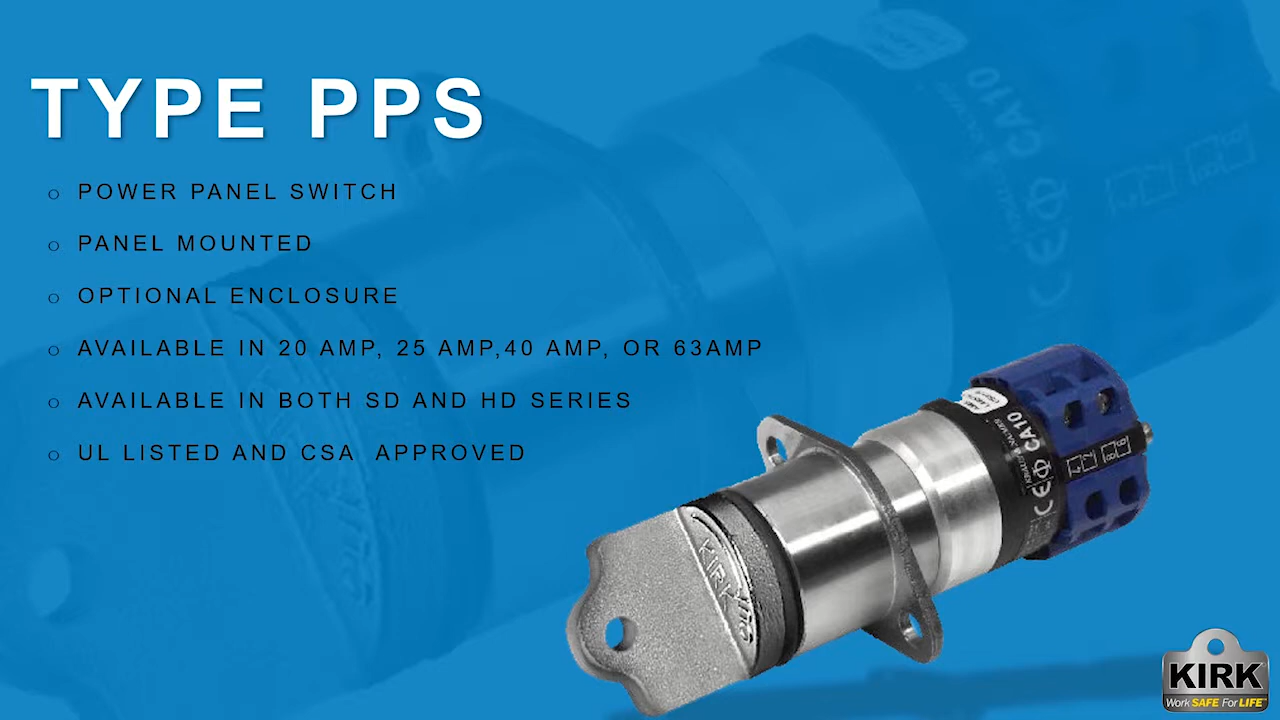 TYPE PPS
○ POWER PANEL SWITCH
○ PANEL MOUNTED
○ OPTIONAL ENCLOSURE
○ AVAILABLE IN 20 AMP, 25 AMP,40 AMP, OR 63AMP
○ AVAILABLE IN BOTH SD AND HD SERIES
○ UL LISTED AND CSA  APPROVED
CA10
CE
KIRK
KIRK
Work SAFE For LIFE